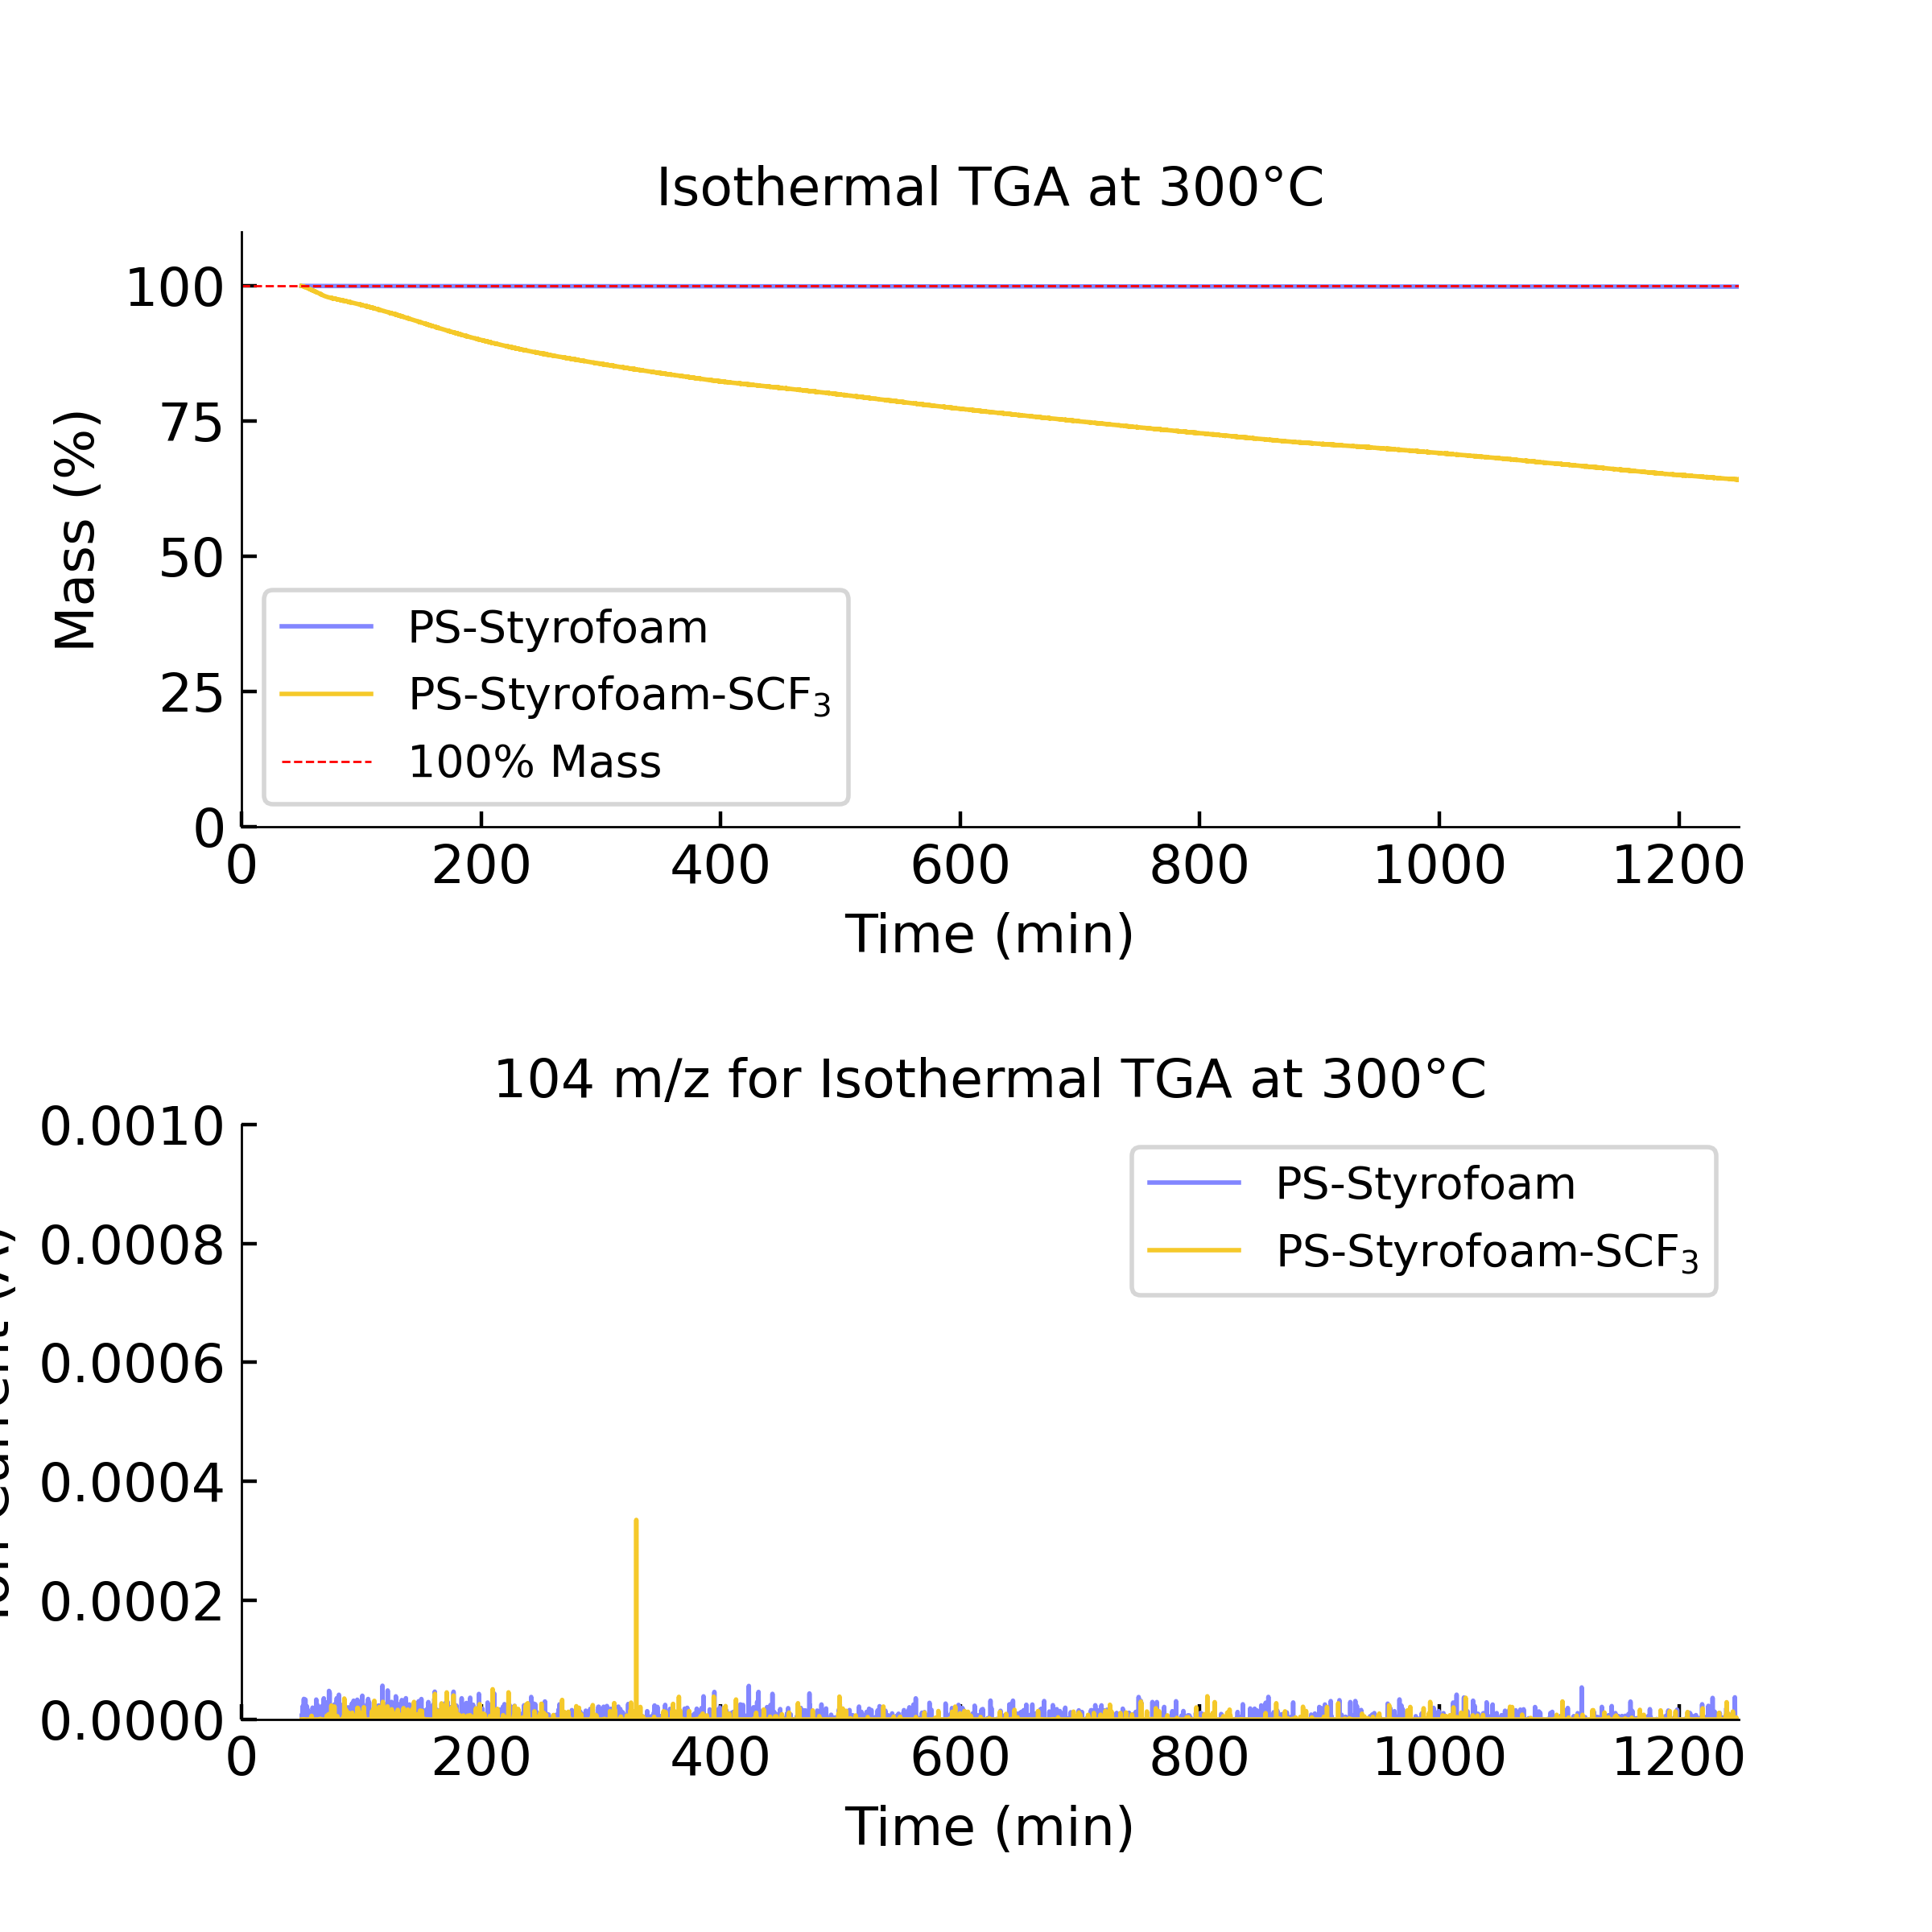 Isothermal TGA at 300°C
Mass (%)
100
75
50
25
0
PS-Styrofoam
PS-Styrofoam-SCF₃
100% Mass
0 200 400 600 800 1000 1200
Time (min)
104 m/z for Isothermal TGA at 300°C
0.0010
0.0008
0.0006
0.0004
0.0002
0.0000
PS-Styrofoam
PS-Styrofoam-SCF₃
0 200 400 600 800 1000 1200
Time (min)